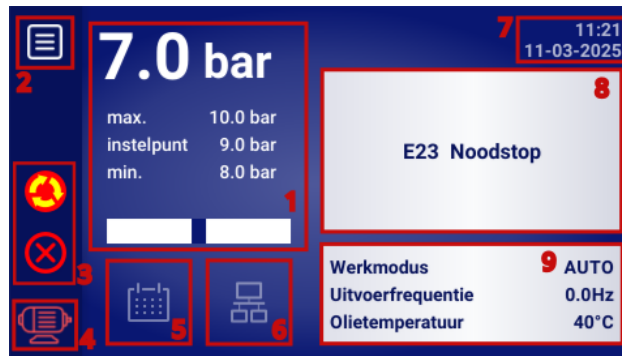 2
7.0 bar
max. 10.0 bar
instelpunt 9.0 bar
min. 8.0 bar
1
3
4
5
6
7
11:21
11-03-2025
8
E23 Noodstop
9
Werkmodus AUTO
Uitvoerfrequentie 0.0Hz
Olietemperatuur 40°C